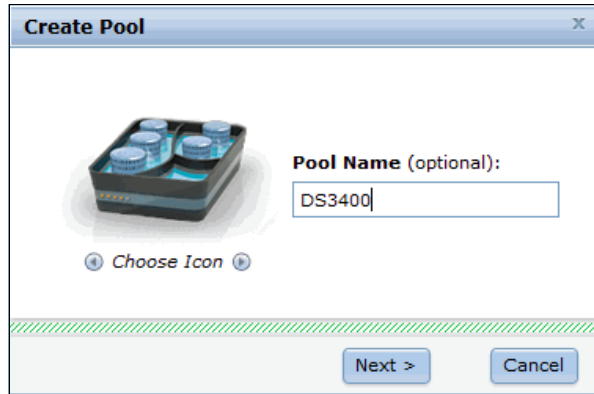 Create Pool x
Pool Name (optional):
DS3400
Choose Icon
Next > Cancel